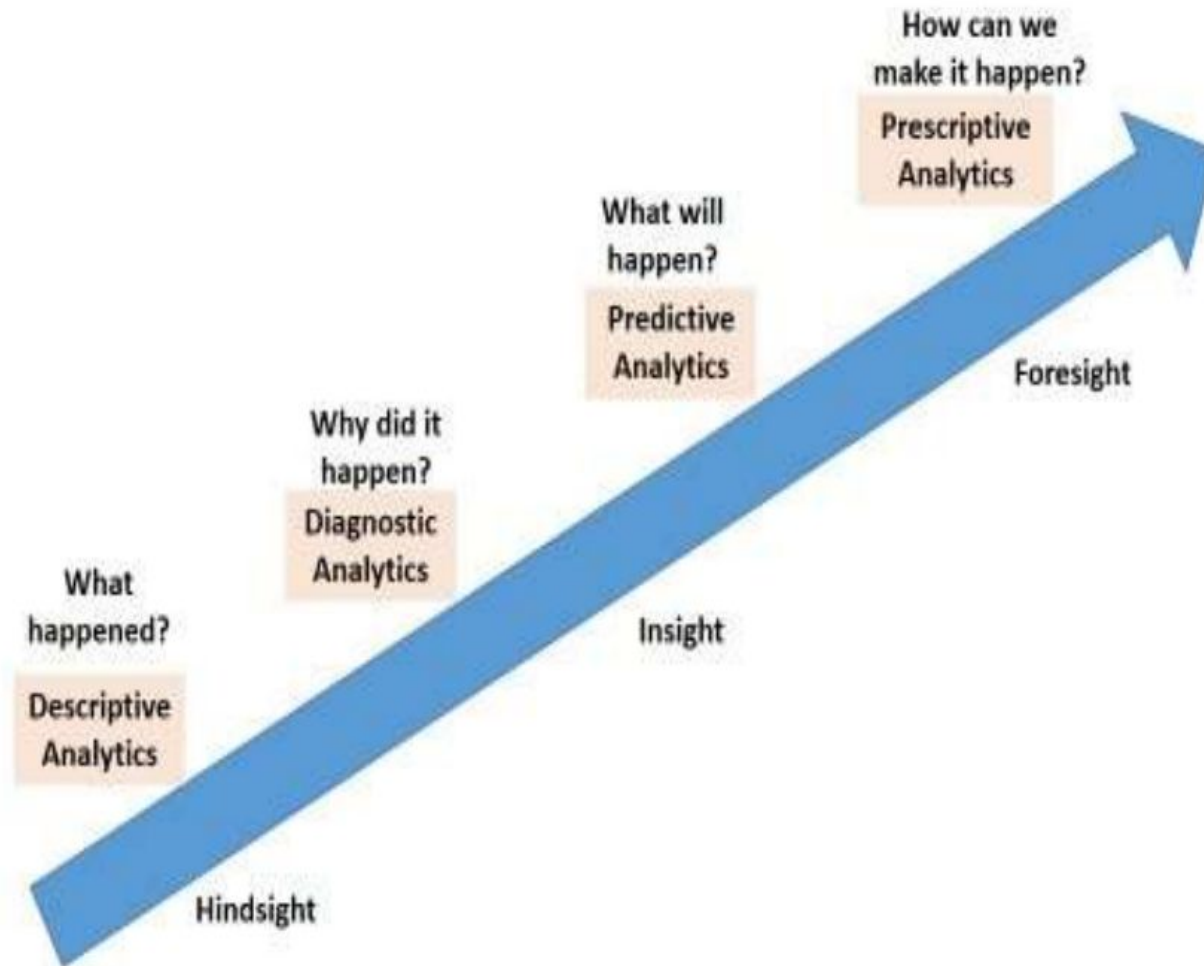 How can we
make it happen?
Prescriptive
Analytics
What will
happen?
Predictive
Analytics
Foresight
Why did it
happen?
Diagnostic
Analytics
Insight
What
happened?
Descriptive
Analytics
Hindsight